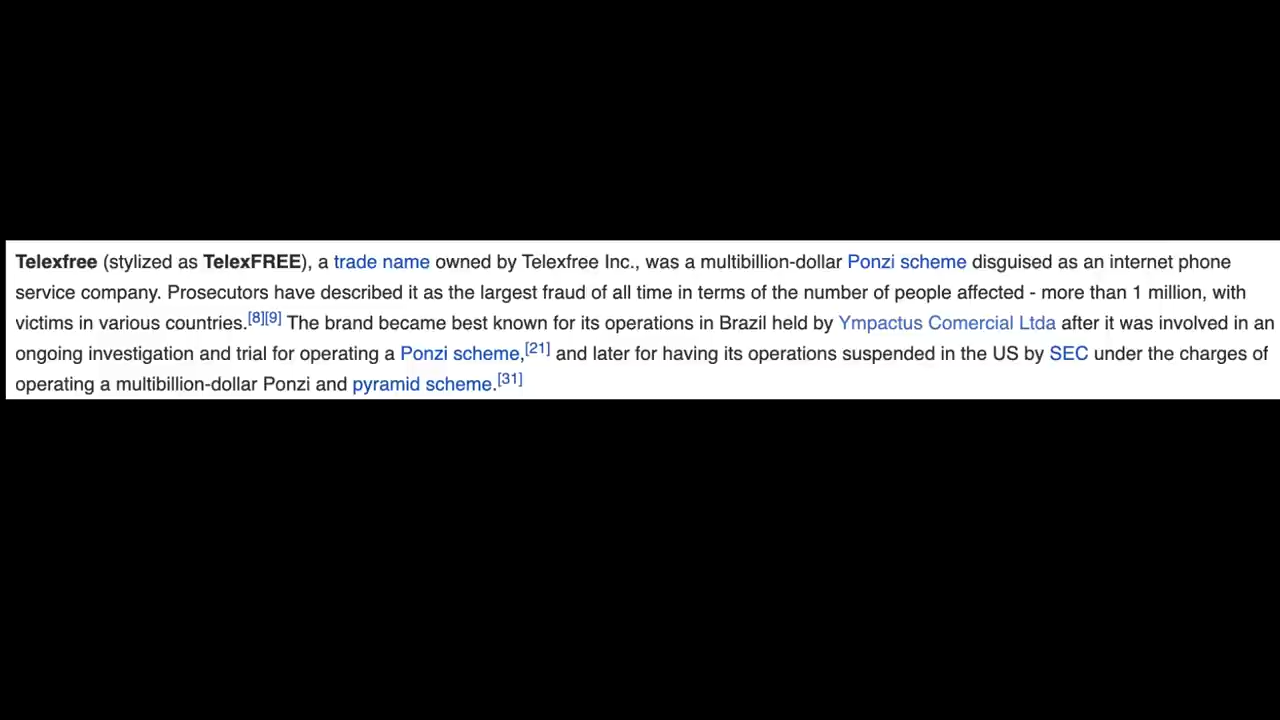 Telexfree (stylized as TelexFREE), a trade name owned by Telexfree Inc., was a multibillion-dollar Ponzi scheme disguised as an internet phone
service company. Prosecutors have described it as the largest fraud of all time in terms of the number of people affected - more than 1 million, with
victims in various countries.[8][9] The brand became best known for its operations in Brazil held by Ympactus Comercial Ltda after it was involved in an
ongoing investigation and trial for operating a Ponzi scheme,[21] and later for having its operations suspended in the US by SEC under the charges of
operating a multibillion-dollar Ponzi and pyramid scheme.[31]